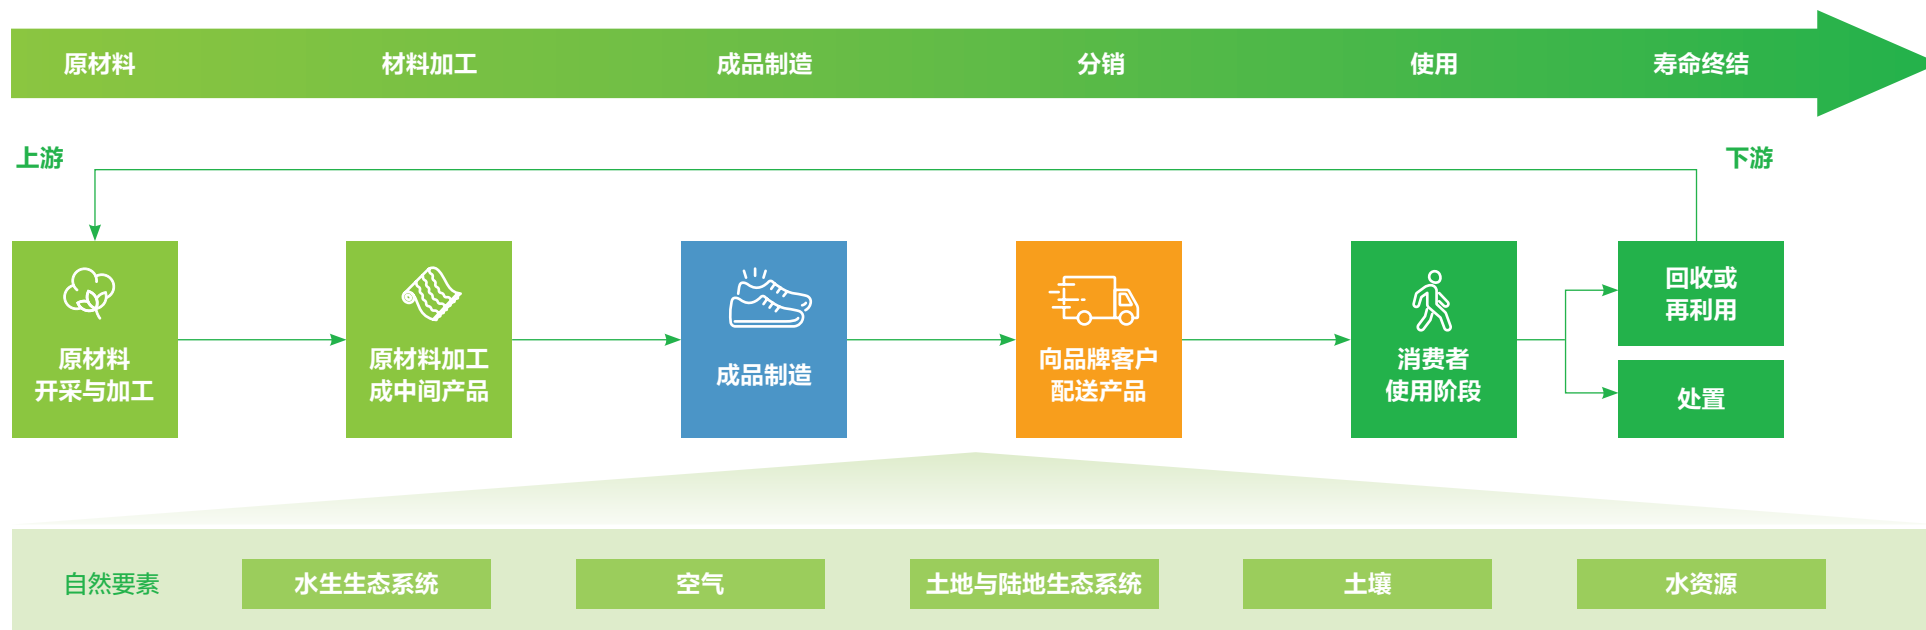 原材料
材料加工
成品制造
分销
使用
寿命终结
上游
下游
原材料
开采与加工
原材料加工
成中间产品
成品制造
向品牌客户
配送产品
消费者
使用阶段
回收或
再利用
处置
自然要素
水生生态系统
空气
土地与陆地生态系统
土壤
水资源